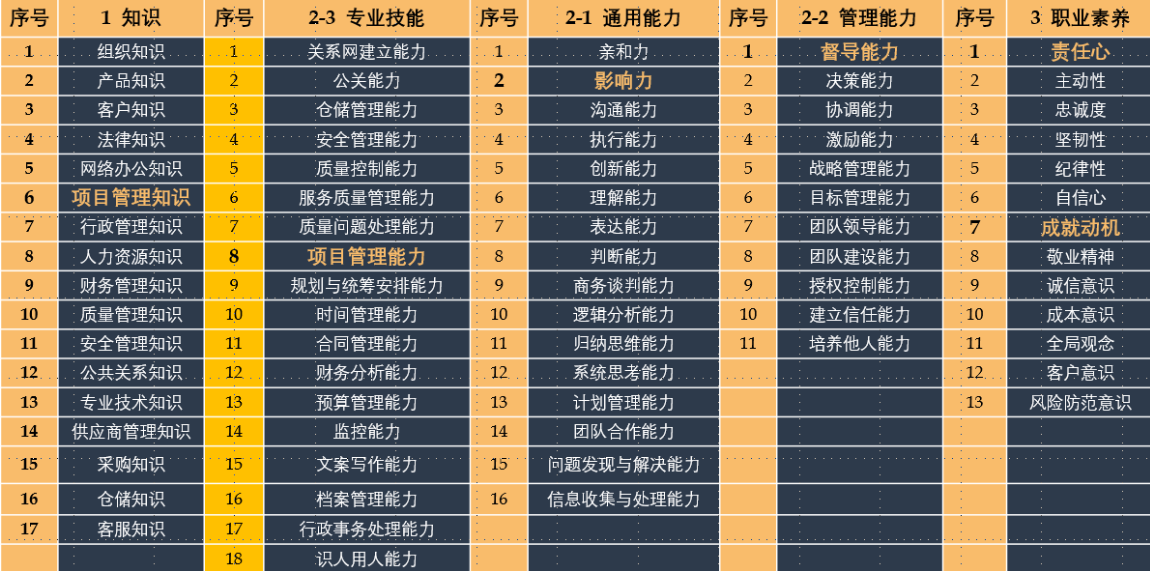 序号 1 知识 序号 2-3 专业技能 序号 2-1 通用能力 序号 2-2 管理能力 序号 3 职业素养
1 组织知识 1 关系网建立能力 1 亲和力 1 督导能力 1 责任心
2 产品知识 2 公关能力 2 影响力 2 决策能力 2 主动性
3 客户知识 3 仓储管理能力 3 沟通能力 3 协调能力 3 忠诚度
4 法律知识 4 安全管理能力 4 执行能力 4 激励能力 4 坚韧性
5 网络办公知识 5 质量控制能力 5 创新能力 5 战略管理能力 5 纪律性
6 项目管理知识 6 服务质量管理能力 6 理解能力 6 目标管理能力 6 自信心
7 行政管理知识 7 质量问题处理能力 7 表达能力 7 团队领导能力 7 成就动机
8 人力资源知识 8 项目管理能力 8 判断能力 8 团队建设能力 8 敬业精神
9 财务管理知识 9 规划与统筹安排能力 9 商务谈判能力 9 授权控制能力 9 诚信意识
10 质量管理知识 10 时间管理能力 10 逻辑分析能力 10 建立信任能力 10 成本意识
11 安全管理知识 11 合同管理能力 11 归纳思维能力 11 培养他人能力 11 全局观念
12 公共关系知识 12 财务分析能力 12 系统思考能力 12 客户意识
13 专业技术知识 13 预算管理能力 13 计划管理能力 13 风险防范意识
14 供应商管理知识 14 监控能力 14 团队合作能力
15 采购知识 15 文案写作能力 15 问题发现与解决能力
16 仓储知识 16 档案管理能力 16 信息收集与处理能力
17 客服知识 17 行政事务处理能力
18 识人用人能力